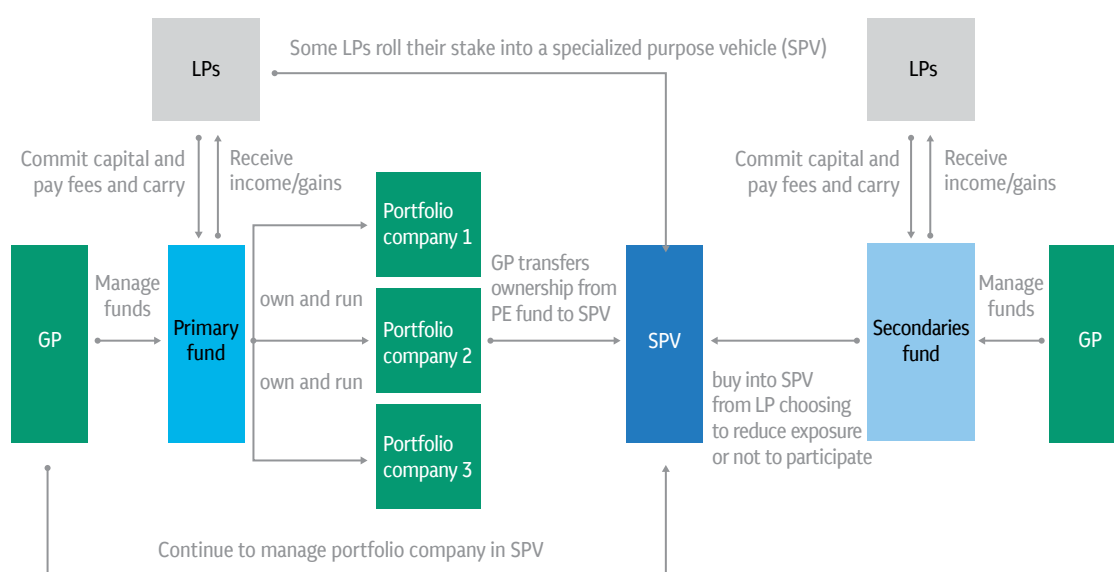 Some LPs roll their stake into a specialized purpose vehicle (SPV)
LPs
LPs
Commit capital and
pay fees and carry
Receive
income/gains
Commit capital and
pay fees and carry
Receive
income/gains
Portfolio
company 1
GP
Manage
funds
Primary
fund
own and run
own and run
Portfolio
company 2
Portfolio
company 3
GP transfers
ownership from
PE fund to SPV
SPV
buy into SPV
from LP choosing
to reduce exposure
or not to participate
Secondaries
fund
Manage
funds
GP
Continue to manage portfolio company in SPV